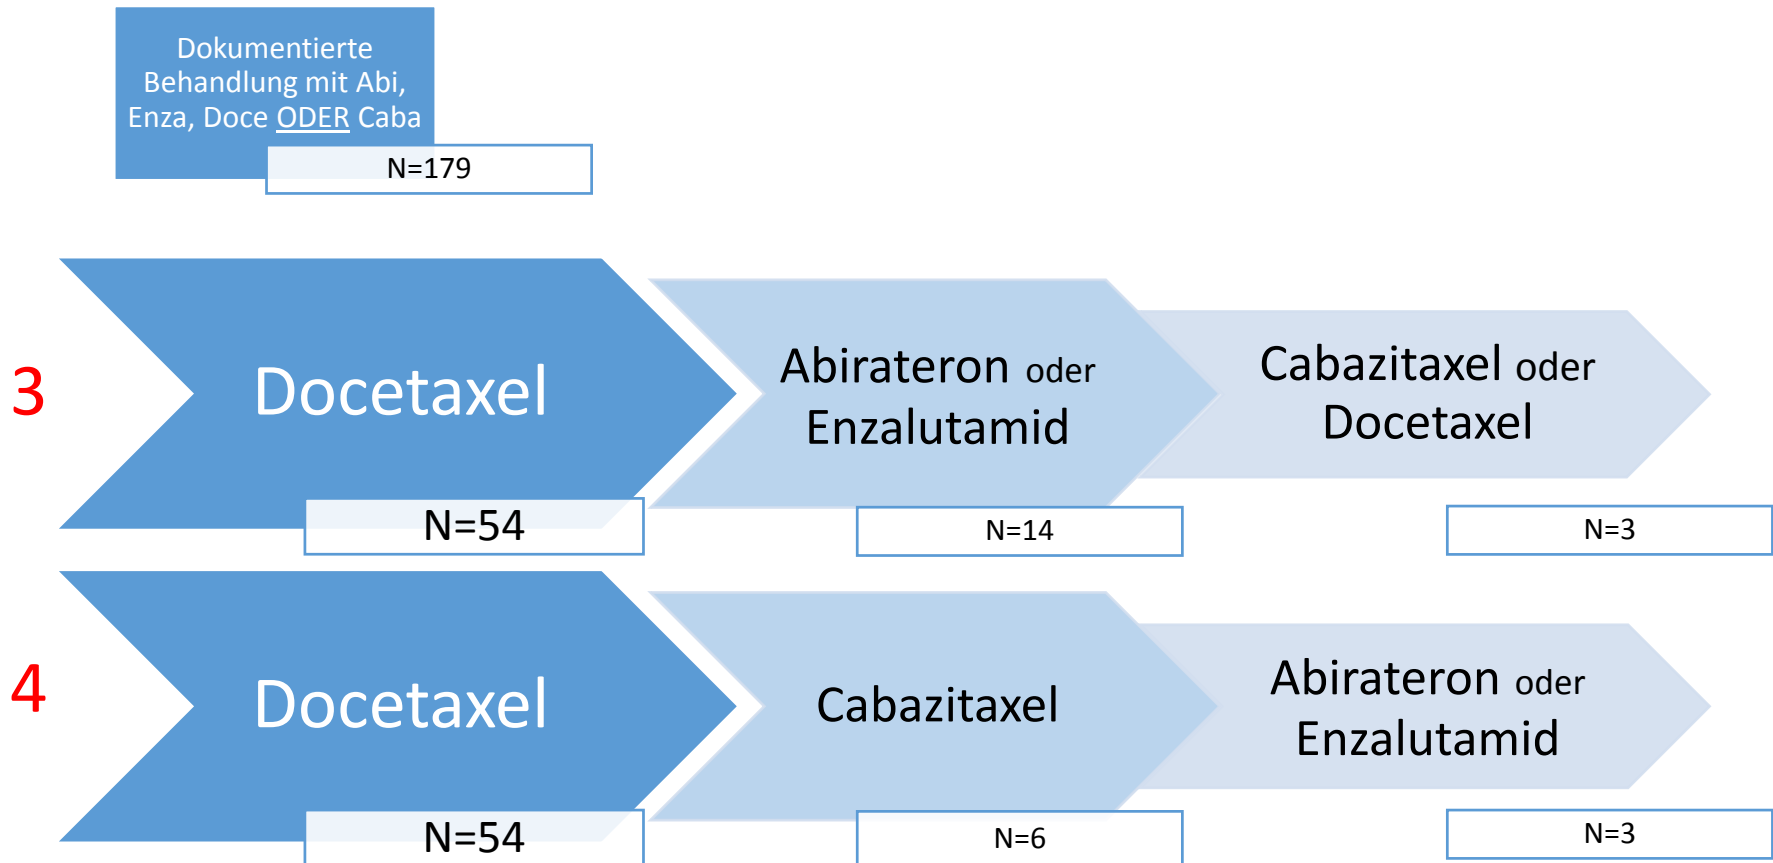 Dokumentierte
Behandlung mit Abi,
Enza, Doce ODER Caba
N=179
3
Docetaxel
N=54
Abirateron oder
Enzalutamid
N=14
Cabazitaxel oder
Docetaxel
N=3
4
Docetaxel
N=54
Cabazitaxel
N=6
Abirateron oder
Enzalutamid
N=3